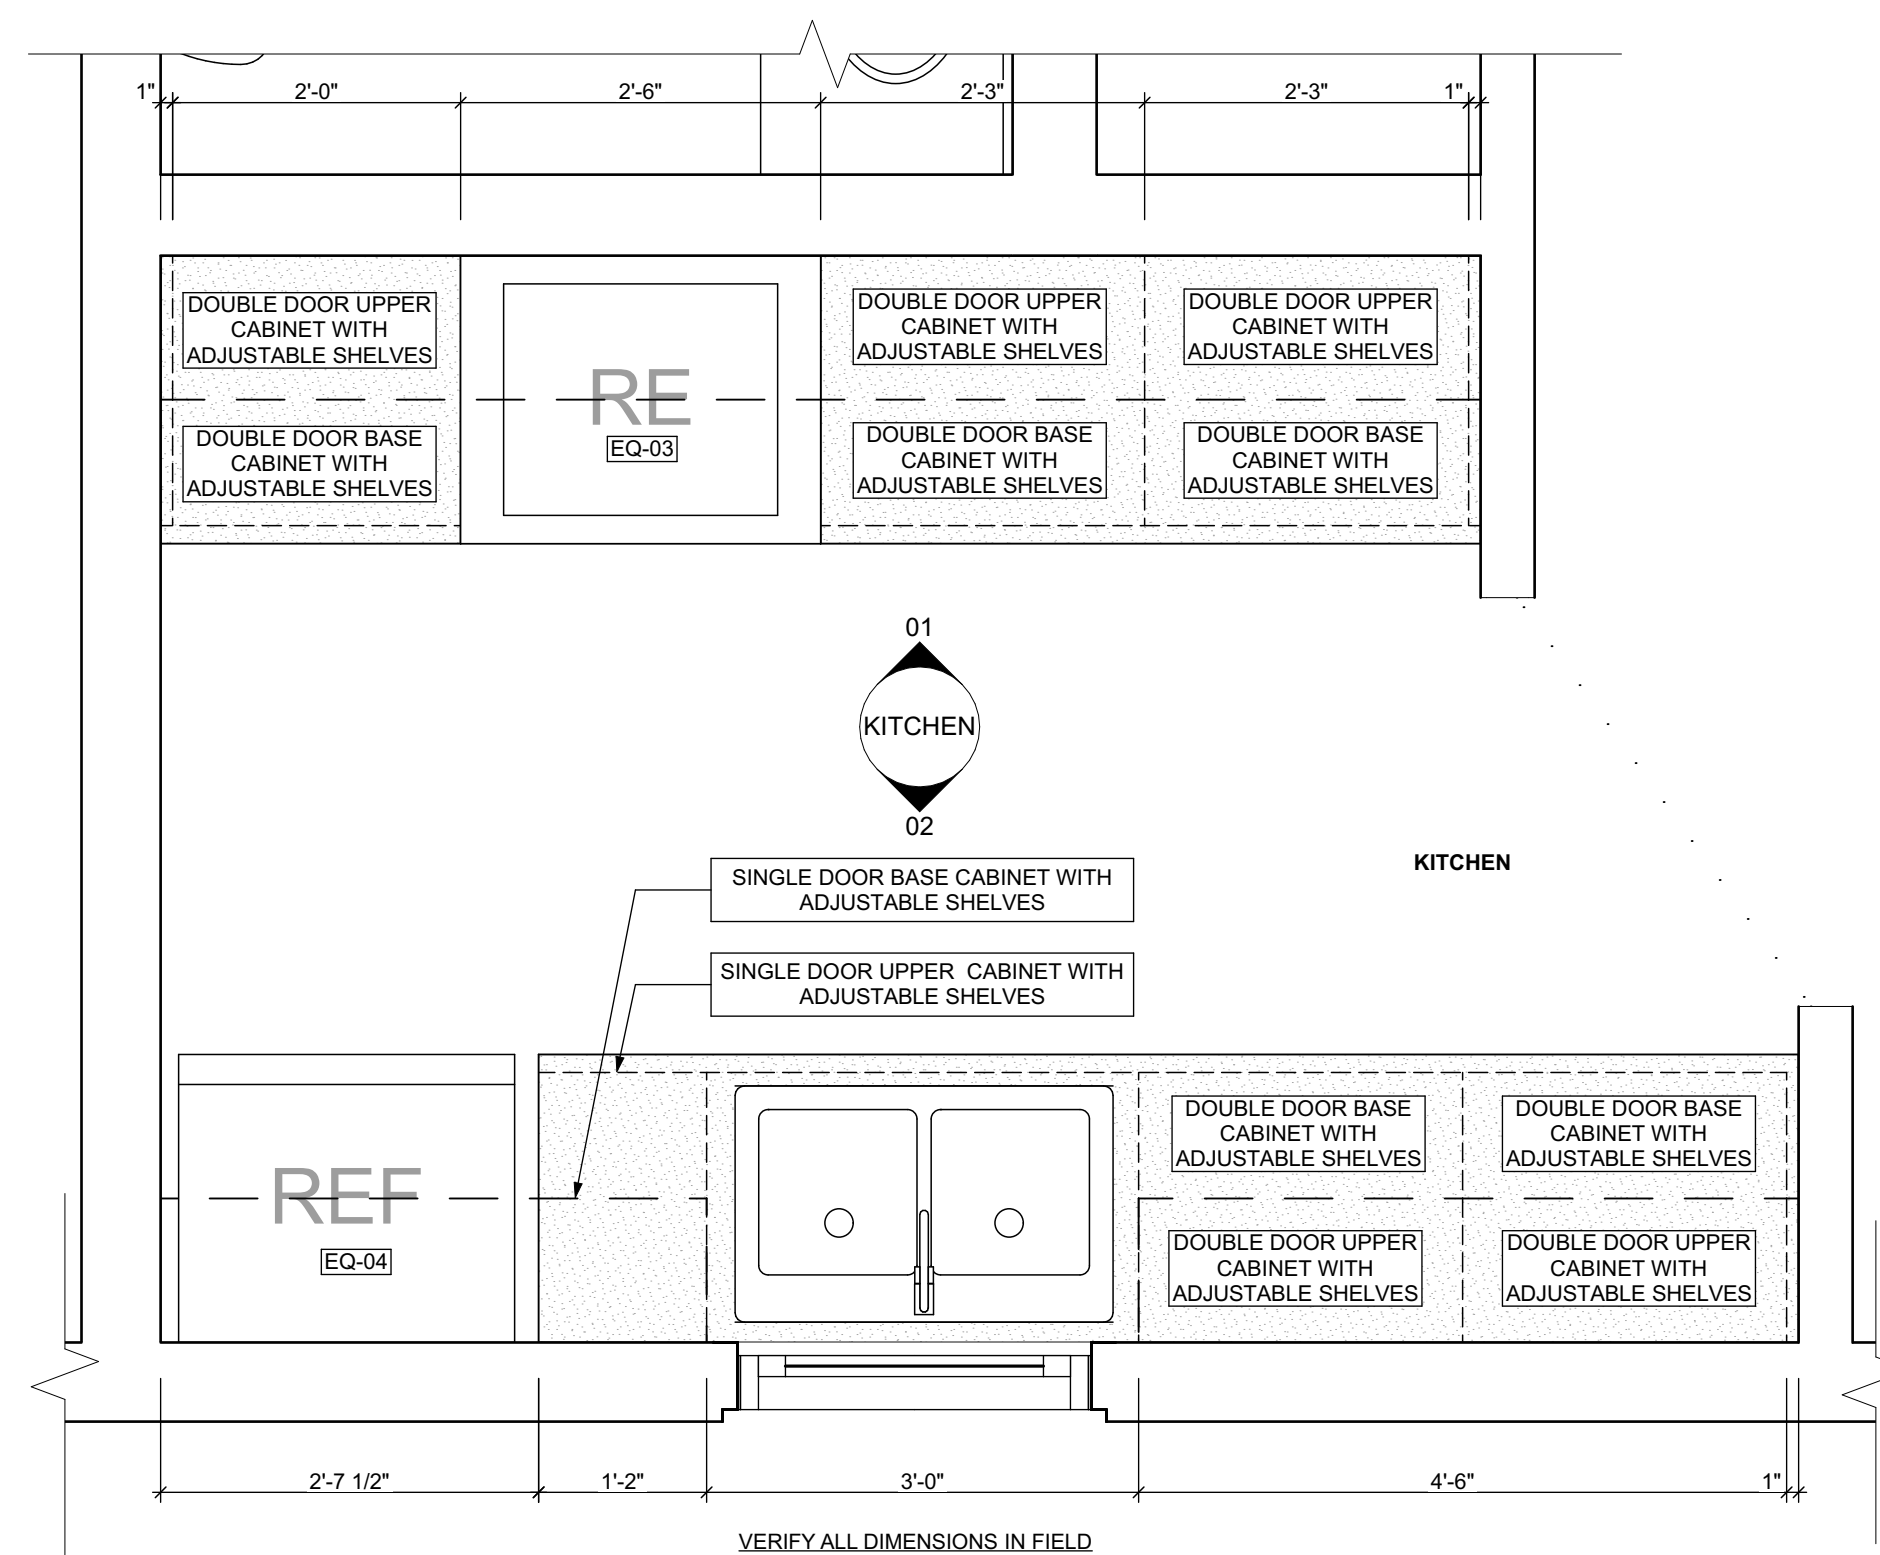 1" 2'-0" 2'-6" 2'-3" 2'-3" 1"
DOUBLE DOOR UPPER
CABINET WITH
ADJUSTABLE SHELVES
DOUBLE DOOR UPPER
CABINET WITH
ADJUSTABLE SHELVES
DOUBLE DOOR UPPER
CABINET WITH
ADJUSTABLE SHELVES
RE
EQ-03
DOUBLE DOOR BASE
CABINET WITH
ADJUSTABLE SHELVES
DOUBLE DOOR BASE
CABINET WITH
ADJUSTABLE SHELVES
DOUBLE DOOR BASE
CABINET WITH
ADJUSTABLE SHELVES
01
KITCHEN
02
KITCHEN
SINGLE DOOR BASE CABINET WITH
ADJUSTABLE SHELVES
SINGLE DOOR UPPER  CABINET WITH
ADJUSTABLE SHELVES
REF
EQ-04
DOUBLE DOOR BASE
CABINET WITH
ADJUSTABLE SHELVES
DOUBLE DOOR BASE
CABINET WITH
ADJUSTABLE SHELVES
DOUBLE DOOR UPPER
CABINET WITH
ADJUSTABLE SHELVES
DOUBLE DOOR UPPER
CABINET WITH
ADJUSTABLE SHELVES
2'-7 1/2" 1'-2" 3'-0" 4'-6" 1"
VERIFY ALL DIMENSIONS IN FIELD